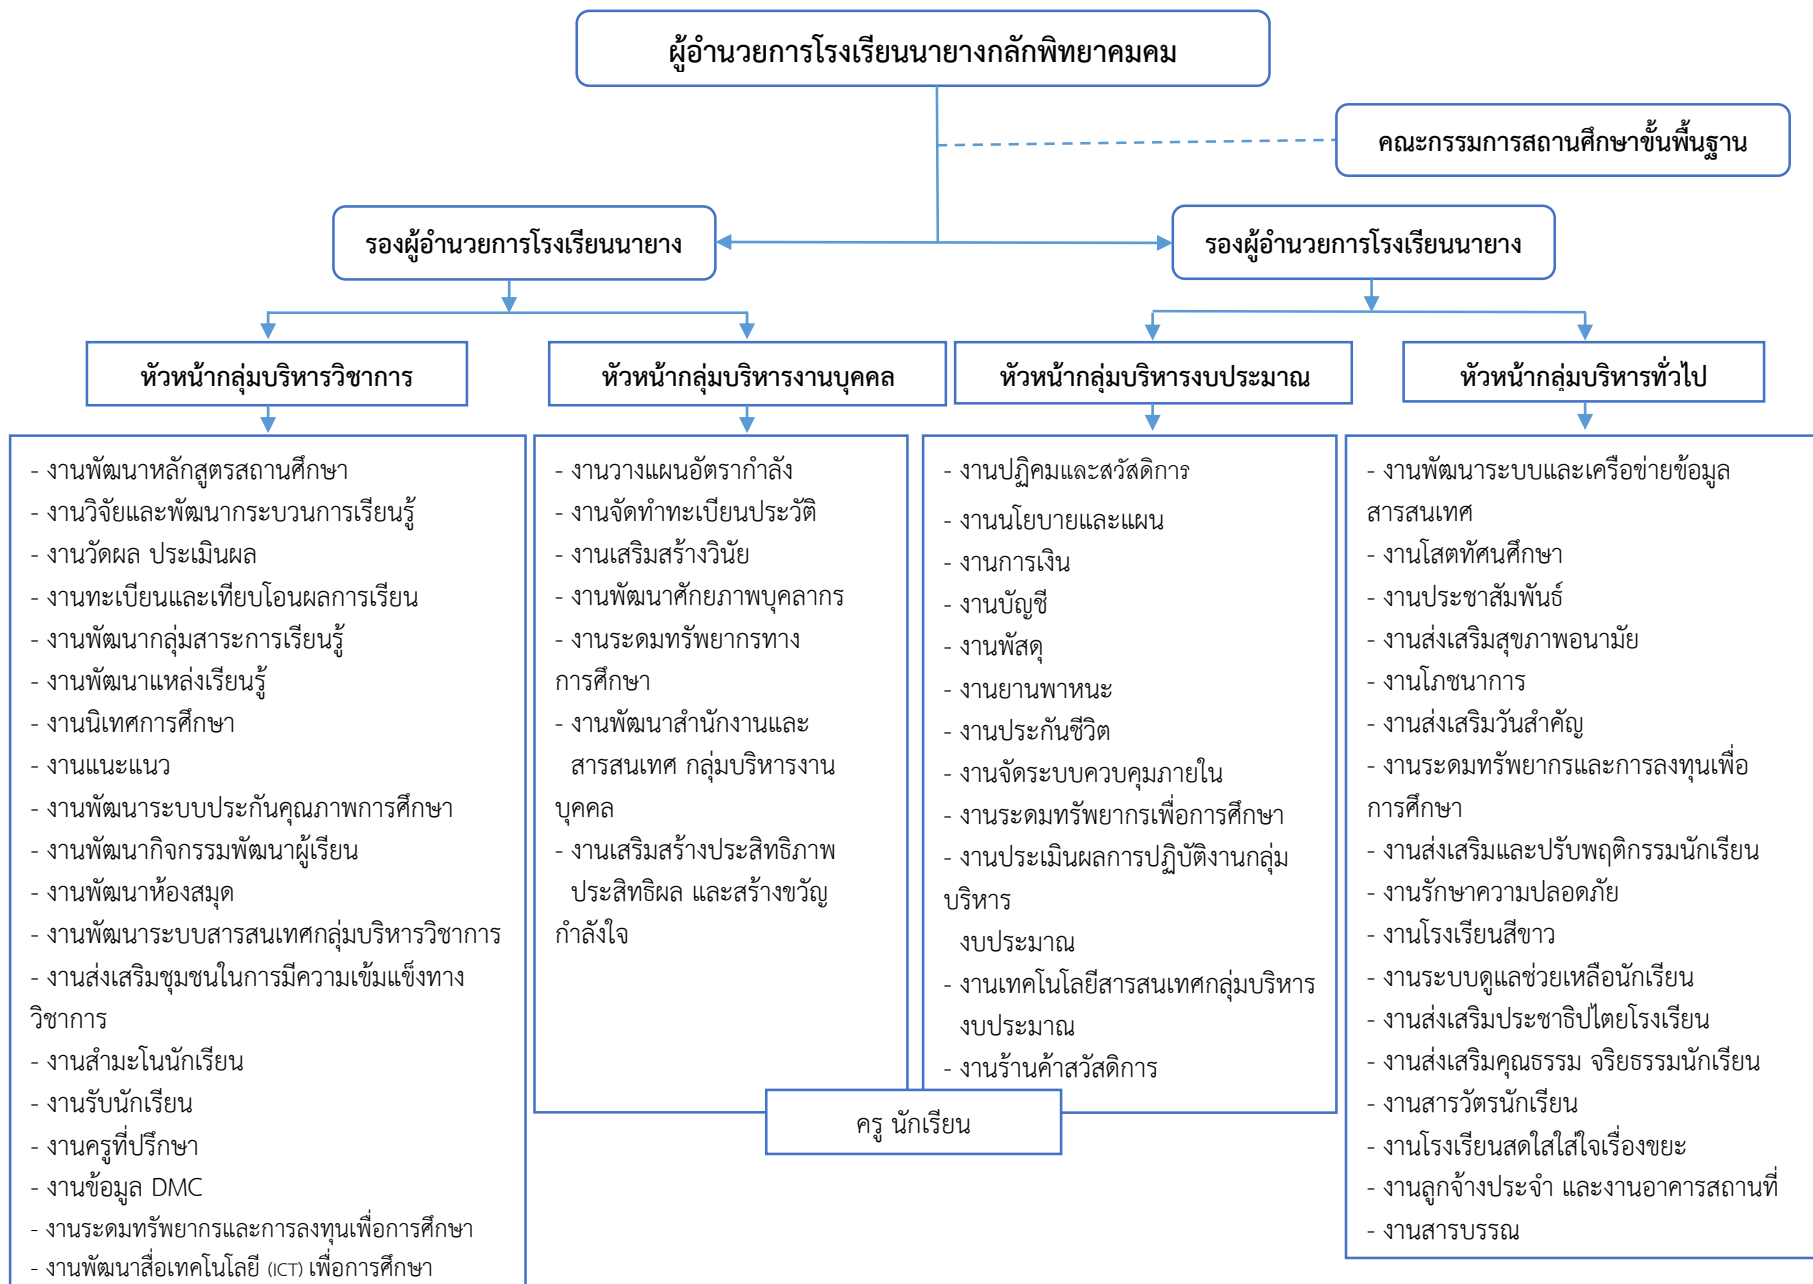 ผู้อำนวยการโรงเรียนนายางกลักพิทยาคมคม
คณะกรรมการสถานศึกษาขั้นพื้นฐาน
รองผู้อำนวยการโรงเรียนนายาง
รองผู้อำนวยการโรงเรียนนายาง
หัวหน้ากลุ่มบริหารวิชาการ
หัวหน้ากลุ่มบริหารงานบุคคล
หัวหน้ากลุ่มบริหารงบประมาณ
หัวหน้ากลุ่มบริหารทั่วไป
- งานพัฒนาหลักสูตรสถานศึกษา
- งานวิจัยและพัฒนากระบวนการเรียนรู้
- งานวัดผล ประเมินผล
- งานทะเบียนและเทียบโอนผลการเรียน
- งานพัฒนากลุ่มสาระการเรียนรู้
- งานพัฒนาแหล่งเรียนรู้
- งานนิเทศการศึกษา
- งานแนะแนว
- งานพัฒนาระบบประกันคุณภาพการศึกษา
- งานพัฒนากิจกรรมพัฒนาผู้เรียน
- งานพัฒนาห้องสมุด
- งานพัฒนาระบบสารสนเทศกลุ่มบริหารวิชาการ
- งานส่งเสริมชุมชนในการมีความเข้มแข็งทาง
วิชาการ
- งานสำมะโนนักเรียน
- งานรับนักเรียน
- งานครูที่ปรึกษา
- งานข้อมูล DMC
- งานระดมทรัพยากรและการลงทุนเพื่อการศึกษา
- งานพัฒนาสื่อเทคโนโลยี (ICT) เพื่อการศึกษา
- งานวางแผนอัตรากำลัง
- งานจัดทำทะเบียนประวัติ
- งานเสริมสร้างวินัย
- งานพัฒนาศักยภาพบุคลากร
- งานระดมทรัพยากรทาง
การศึกษา
- งานพัฒนาสำนักงานและ
สารสนเทศ กลุ่มบริหารงาน
บุคคล
- งานเสริมสร้างประสิทธิภาพ
ประสิทธิผล และสร้างขวัญ
กำลังใจ
- งานปฏิคมและสวัสดิการ
- งานนโยบายและแผน
- งานการเงิน
- งานบัญชี
- งานพัสดุ
- งานยานพาหนะ
- งานประกันชีวิต
- งานจัดระบบควบคุมภายใน
- งานระดมทรัพยากรเพื่อการศึกษา
- งานประเมินผลการปฏิบัติงานกลุ่ม
บริหาร
งบประมาณ
- งานเทคโนโลยีสารสนเทศกลุ่มบริหาร
งบประมาณ
- งานร้านค้าสวัสดิการ
- งานพัฒนาระบบและเครือข่ายข้อมูล
สารสนเทศ
- งานโสตทัศนศึกษา
- งานประชาสัมพันธ์
- งานส่งเสริมสุขภาพอนามัย
- งานโภชนาการ
- งานส่งเสริมวันสำคัญ
- งานระดมทรัพยากรและการลงทุนเพื่อ
การศึกษา
- งานส่งเสริมและปรับพฤติกรรมนักเรียน
- งานรักษาความปลอดภัย
- งานโรงเรียนสีขาว
- งานระบบดูแลช่วยเหลือนักเรียน
- งานส่งเสริมประชาธิปไตยโรงเรียน
- งานส่งเสริมคุณธรรม จริยธรรมนักเรียน
- งานสารวัตรนักเรียน
- งานโรงเรียนสดใสใส่ใจเรื่องขยะ
- งานลูกจ้างประจำ และงานอาคารสถานที่
- งานสารบรรณ
ครู นักเรียน